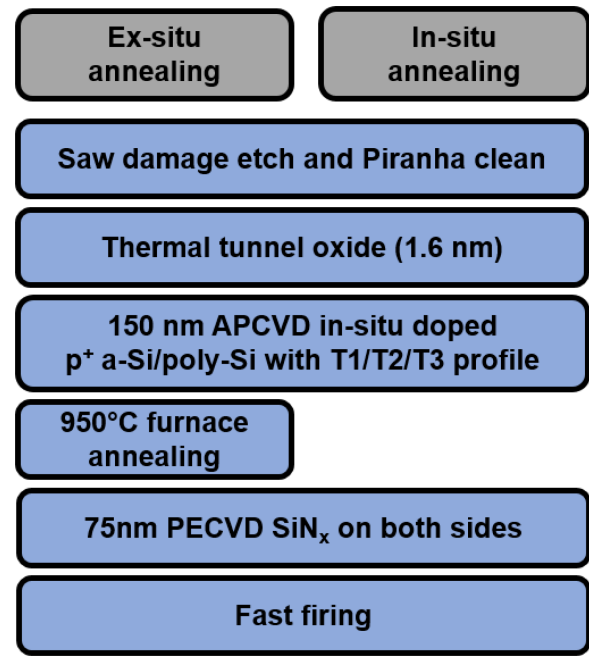 Ex-situ
annealing
In-situ
annealing
Saw damage etch and Piranha clean
Thermal tunnel oxide (1.6 nm)
150 nm APCVD in-situ doped
p⁺ a-Si/poly-Si with T1/T2/T3 profile
950°C furnace
annealing
75nm PECVD SiNₓ on both sides
Fast firing